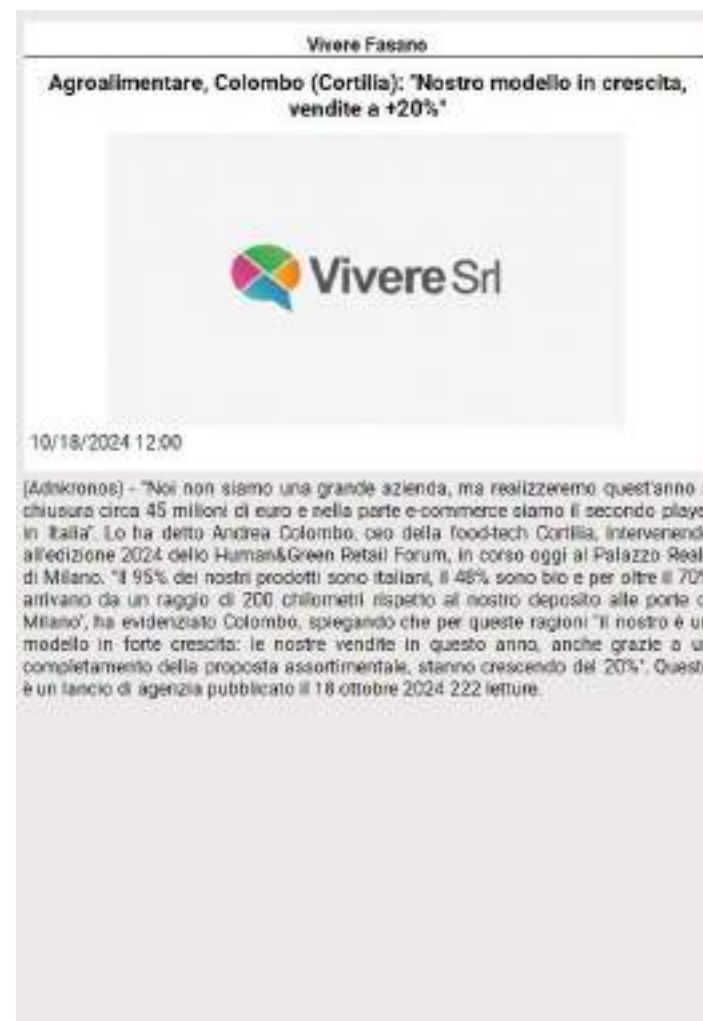 Vivere Fasano
Agroalimentare, Colombo (Cortilia): "Nostro modello in crescita,
vendite a +20%"
Vivere Srl
10/18/2024 12:00
(Adnkronos) - "Noi non siamo una grande azienda, ma realizzeremo quest'anno
chiusura circa 45 milioni di euro e nella parte e-commerce siamo il secondo playe
in Italia". Lo ha detto Andrea Colombo, ceo della food-tech Cortilia, intervenend
all'edizione 2024 dello Human&Green Retail Forum, in corso oggi al Palazzo Real
di Milano. "Il 95% dei nostri prodotti sono italiani, il 48% sono bio e per oltre il 70%
arrivano da un raggio di 200 chilometri rispetto al nostro deposito alle porte d
Milano", ha evidenziato Colombo, spiegando che per queste ragioni "il nostro è un
modello in forte crescita: le nostre vendite in questo anno, anche grazie a u
completamento della proposta assortimentale, stanno crescendo del 20%". Quest
è un lancio di agenzia pubblicato il 18 ottobre 2024 222 letture.